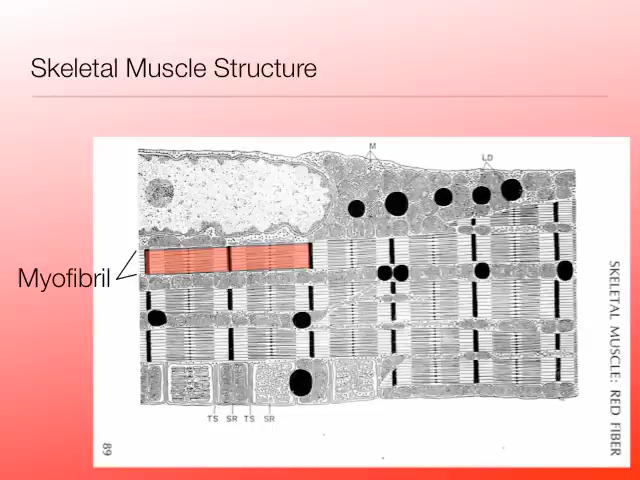 Skeletal Muscle Structure
M
LD
Myofibril
SKELETAL MUSCLE: RED FIBER
TS SR TS SR
89